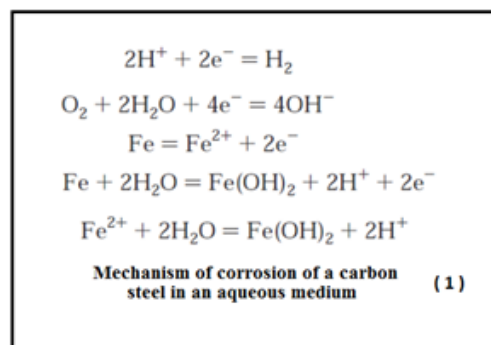 2H⁺ + 2e⁻ = H₂
O₂ + 2H₂O + 4e⁻ = 4OH⁻
Fe = Fe²⁺ + 2e⁻
Fe + 2H₂O = Fe(OH)₂ + 2H⁺ + 2e⁻
Fe²⁺ + 2H₂O = Fe(OH)₂ + 2H⁺
Mechanism of corrosion of a carbon
steel in an aqueous medium (1)